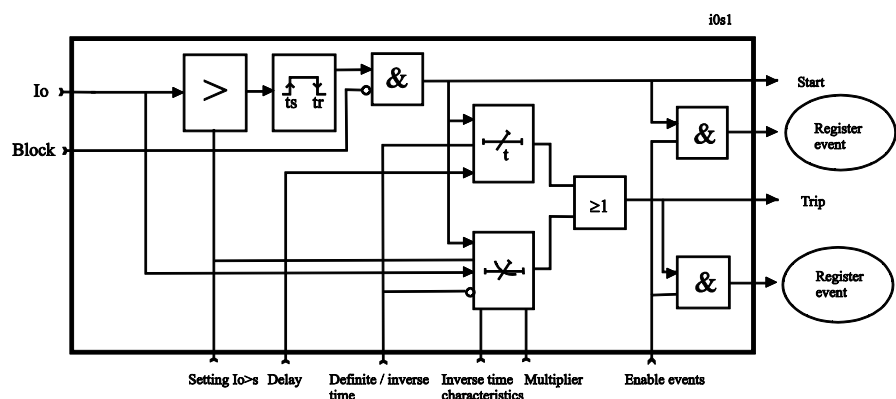 i0s1
Io
>
ts tr
&
Start
Block
t
&
Register
event
≥1
Trip
&
Register
event
Setting Io>s Delay Definite / inverse Inverse time Multiplier Enable events
time characteristics